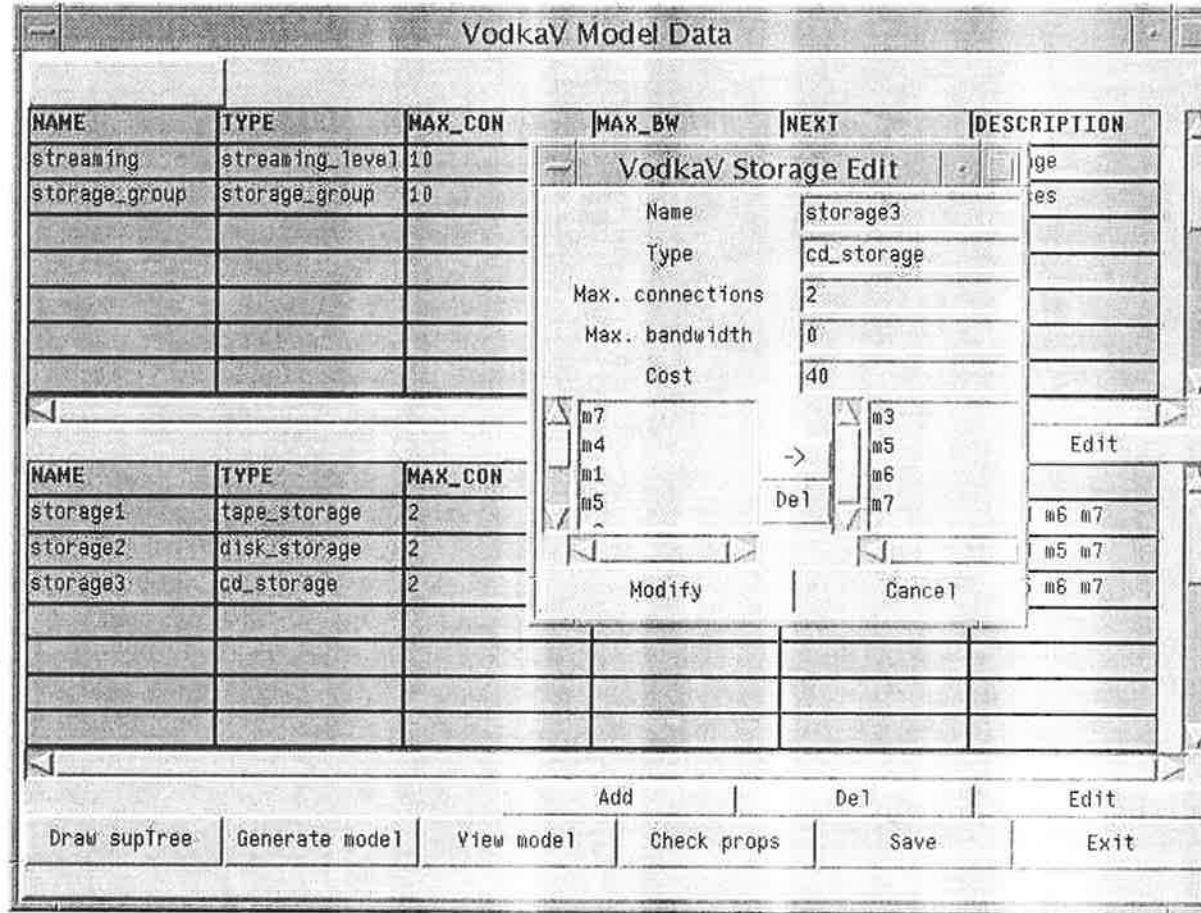 VodkaV Model Data
NAME TYPE MAX_CON MAX_BW NEXT DESCRIPTION
streaming streaming_level 10
storage_group storage_group 10
VodkaV Storage Edit
Name storage3
Type cd_storage
Max. connections 2
Max. bandwidth 0
Cost 40
m7 m3
m4 m5
m1 -> m6
m5 Del m7
Modify Cancel
Edit
NAME TYPE MAX_CON
storage1 tape_storage 2 m6 m7
storage2 disk_storage 2 m5 m7
storage3 cd_storage 2 m6 m7
Add Del Edit
Draw supTree Generate model View model Check props Save Exit